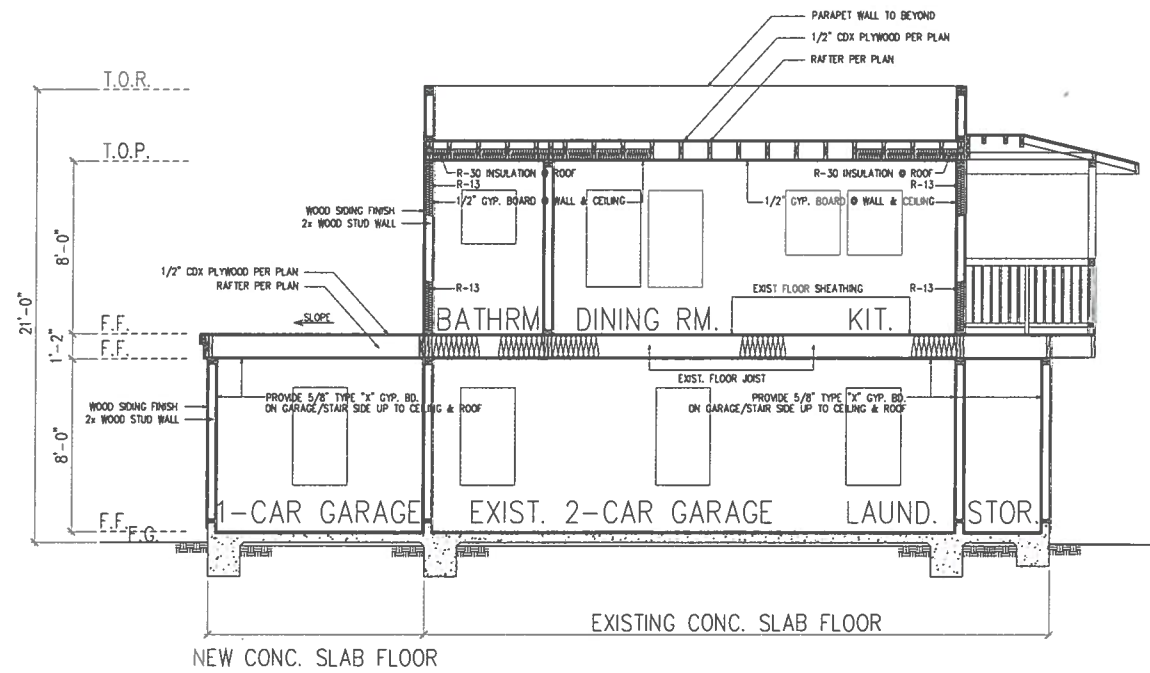 PARAPET WALL TO BEYOND
1/2" CDX PLYWOOD PER PLAN
RAFTER PER PLAN
T.O.R.
T.O.P.
R-30 INSULATION @ ROOF
R-30 INSULATION @ ROOF
R-13
R-13
1/2" GYP. BOARD @ WALL & CEILING
1/2" GYP. BOARD @ WALL & CEILING
WOOD SIDING FINISH
2x WOOD STUD WALL
8'-0"
21'-0"
1/2" CDX PLYWOOD PER PLAN
RAFTER PER PLAN
R-13
EXIST FLOOR SHEATHING
R-13
SLOPE
BATHRM
DINING RM.
KIT.
F.F.
1'-2"
F.F.
EXIST. FLOOR JOIST
PROVIDE 5/8" TYPE "X" GYP. BD.
ON GARAGE/STAIR SIDE UP TO CEILING & ROOF
PROVIDE 5/8" TYPE "X" GYP. BD.
ON GARAGE/STAIR SIDE UP TO CEILING & ROOF
WOOD SIDING FINISH
2x WOOD STUD WALL
8'-0"
1-CAR GARAGE
EXIST. 2-CAR GARAGE
LAUND.
STOR.
F.F.
F.G.
EXISTING CONC. SLAB FLOOR
NEW CONC. SLAB FLOOR